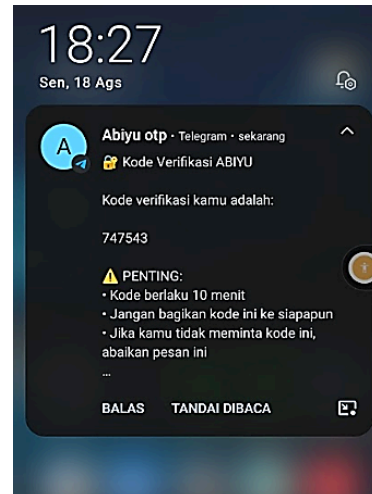 18:27
Sen, 18 Ags
A
Abiyu otp · Telegram · sekarang
🔐 Kode Verifikasi ABIYU
Kode verifikasi kamu adalah:
747543
⚠️ PENTING:
• Kode berlaku 10 menit
• Jangan bagikan kode ini ke siapapun
• Jika kamu tidak meminta kode ini,
abaikan pesan ini
...
BALAS TANDAI DIBACA